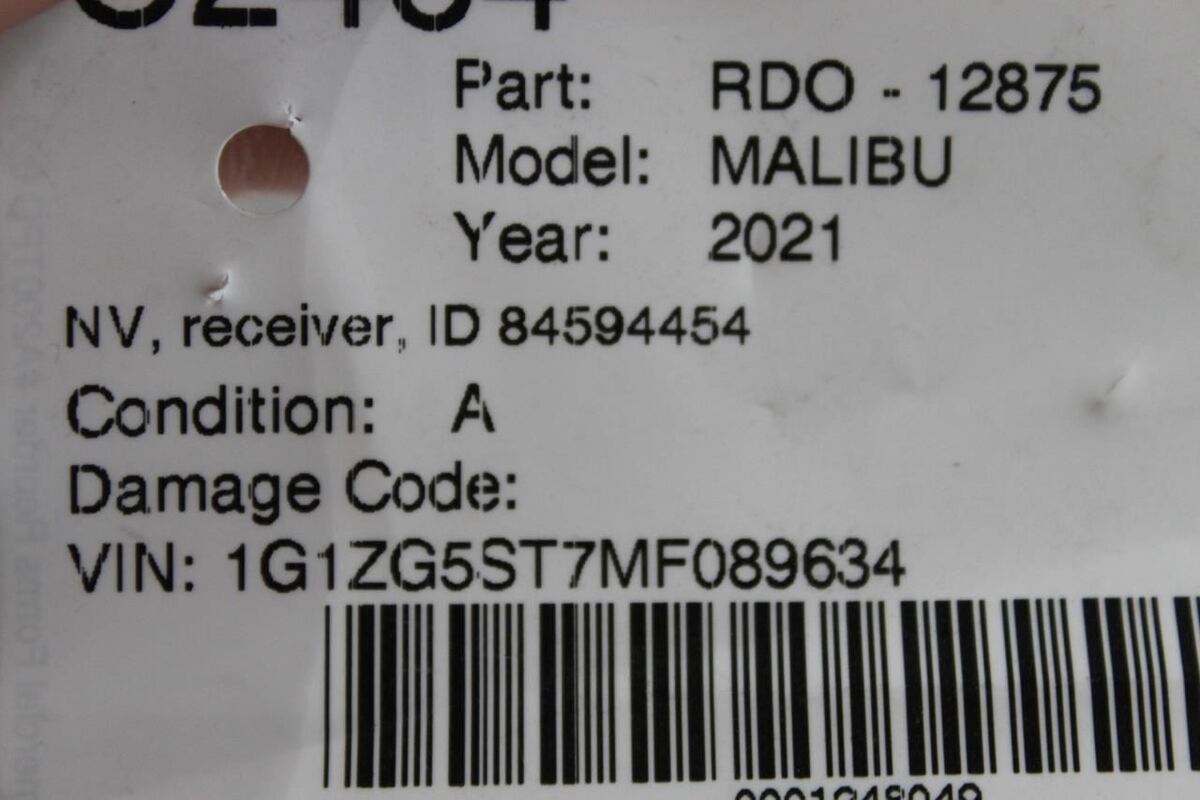 Part: RDO - 12875
Model: MALIBU
Year: 2021
NV, receiver, ID 84594454
Condition: A
Damage Code:
VIN: 1G1ZG5ST7MF089634